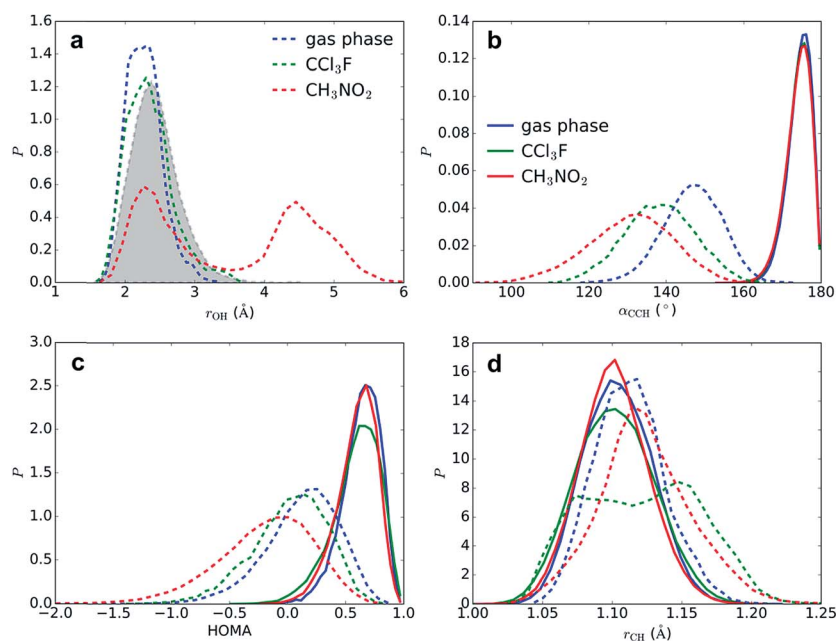 a
gas phase
CCl₃F
CH₃NO₂
P
1.6
1.4
1.2
1.0
0.8
0.6
0.4
0.2
0.0
1 2 3 4 5 6
r_OH (Å)
b
gas phase
CCl₃F
CH₃NO₂
P
0.14
0.12
0.10
0.08
0.06
0.04
0.02
0.00
100 120 140 160 180
α_CCH (°)
c
P
3.0
2.5
2.0
1.5
1.0
0.5
0.0
−2.0 −1.5 −1.0 −0.5 0.0 0.5 1.0
HOMA
d
P
18
16
14
12
10
8
6
4
2
0
1.00 1.05 1.10 1.15 1.20 1.25
r_CH (Å)